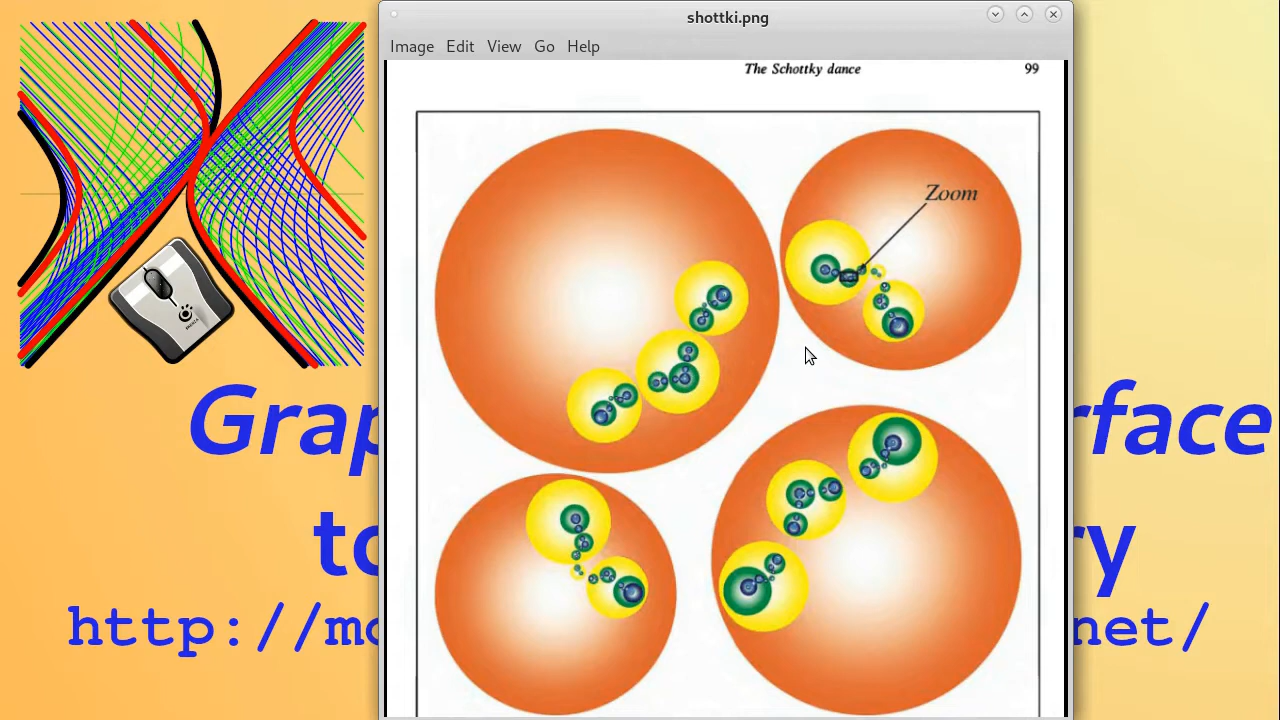 shottki.png
Image Edit View Go Help
The Schottky dance 99
Zoom
Grap rface
to ry
http://mo net/